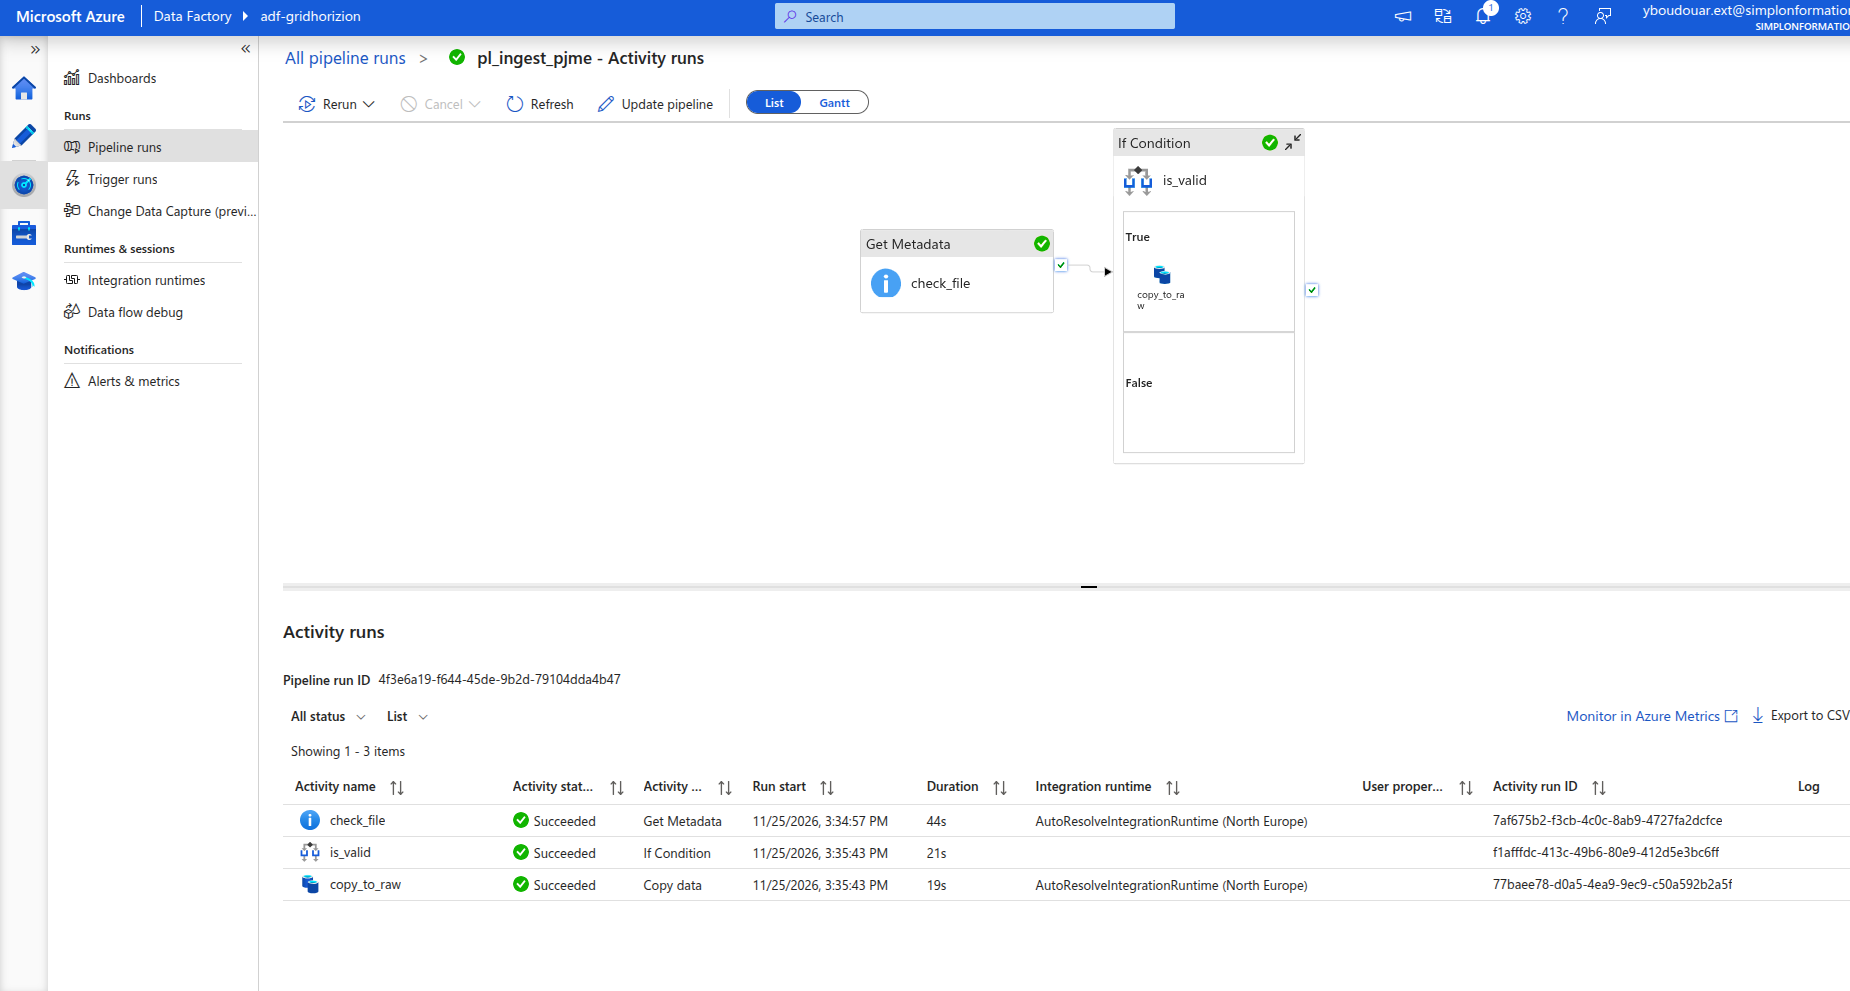 Microsoft Azure Data Factory adf-gridhorizion Search 1 yboudouar.ext@simplonformation
SIMPLONFORMATIO
Dashboards
Runs
Pipeline runs
Trigger runs
Change Data Capture (previ...
Runtimes & sessions
Integration runtimes
Data flow debug
Notifications
Alerts & metrics
All pipeline runs > pl_ingest_pjme - Activity runs
Rerun Cancel Refresh Update pipeline List Gantt
If Condition
is_valid
True
copy_to_ra
w
False
Get Metadata
check_file
Activity runs
Pipeline run ID 4f3e6a19-f644-45de-9b2d-79104dda4b47
All status List Monitor in Azure Metrics Export to CSV
Showing 1 - 3 items
Activity name Activity stat... Activity ... Run start Duration Integration runtime User proper... Activity run ID Log
check_file Succeeded Get Metadata 11/25/2026, 3:34:57 PM 44s AutoResolveIntegrationRuntime (North Europe) 7af675b2-f3cb-4c0c-8ab9-4727fa2dcfce
is_valid Succeeded If Condition 11/25/2026, 3:35:43 PM 21s f1afffdc-413c-49b6-80e9-412d5e3bc6ff
copy_to_raw Succeeded Copy data 11/25/2026, 3:35:43 PM 19s AutoResolveIntegrationRuntime (North Europe) 77baee78-d0a5-4ea9-9ec9-c50a592b2a5f